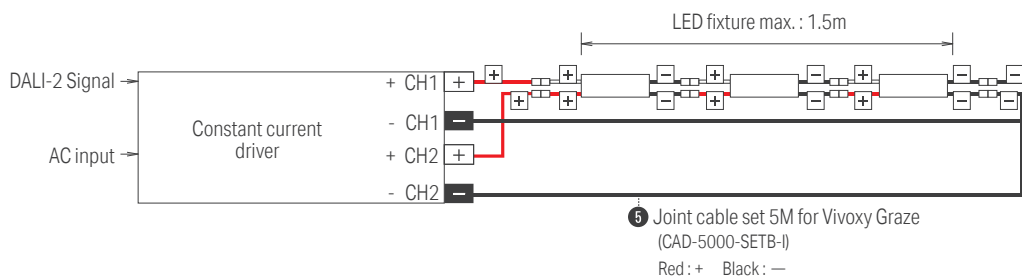 LED fixture max. : 1.5m
DALI-2 Signal
AC input
Constant current
driver
+ CH1 +
- CH1 −
+ CH2 +
- CH2 −
+ + − + − + − −
+ + − + − + − −
5 Joint cable set 5M for Vivoxy Graze
(CAD-5000-SETB-I)
Red : + Black : —